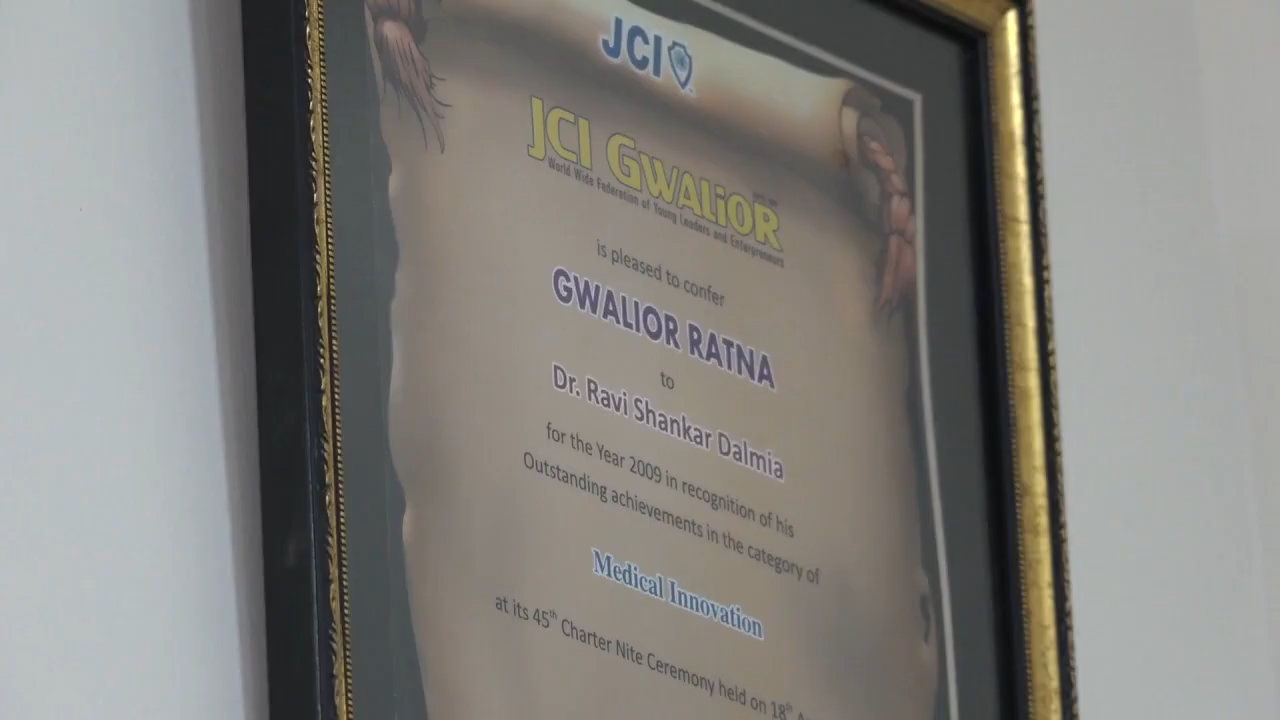 JCI
JCI GWALiOR
World Wide Federation of Young Leaders and Enterpreneurs
is pleased to confer
GWALIOR RATNA
to
Dr. Ravi Shankar Dalmia
for the Year 2009 in recognition of his
Outstanding achievements in the category of
Medical Innovation
at its 45th Charter Nite Ceremony held on 18th